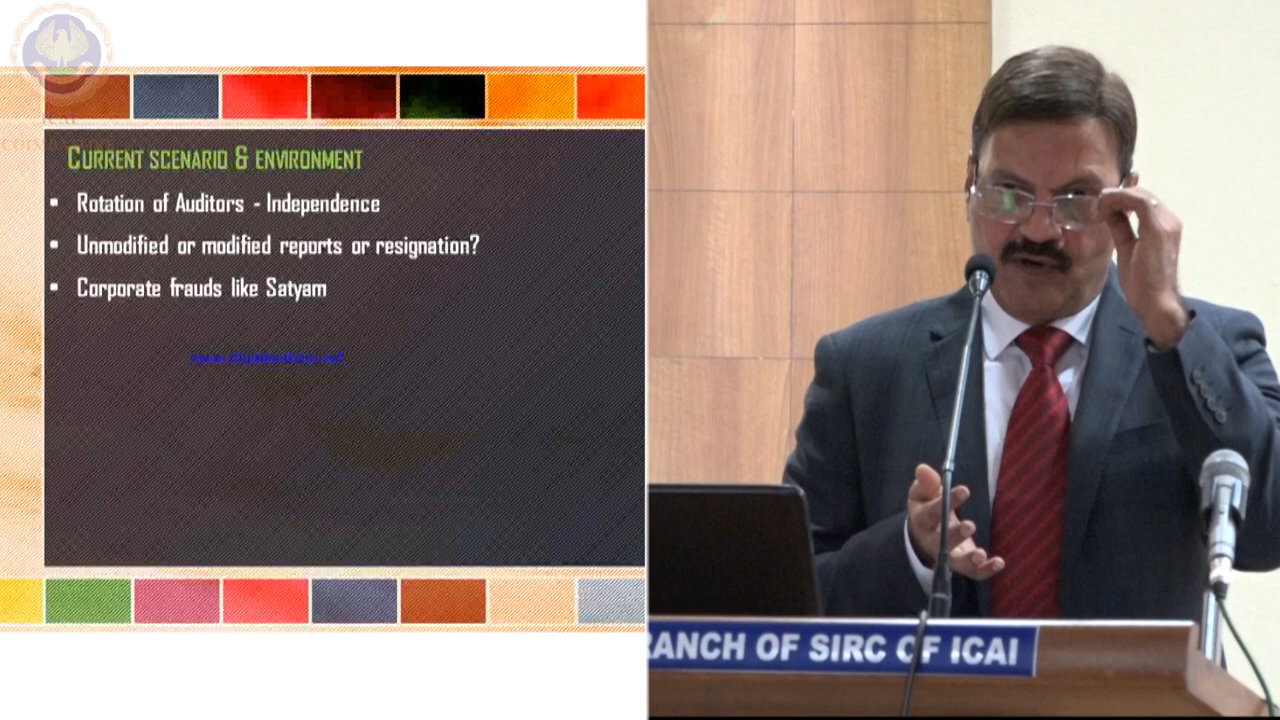 ICAI
CURRENT SCENARIO & ENVIRONMENT
• Rotation of Auditors - Independence
• Unmodified or modified reports or resignation?
• Corporate frauds like Satyam
RANCH OF SIRC OF ICAI